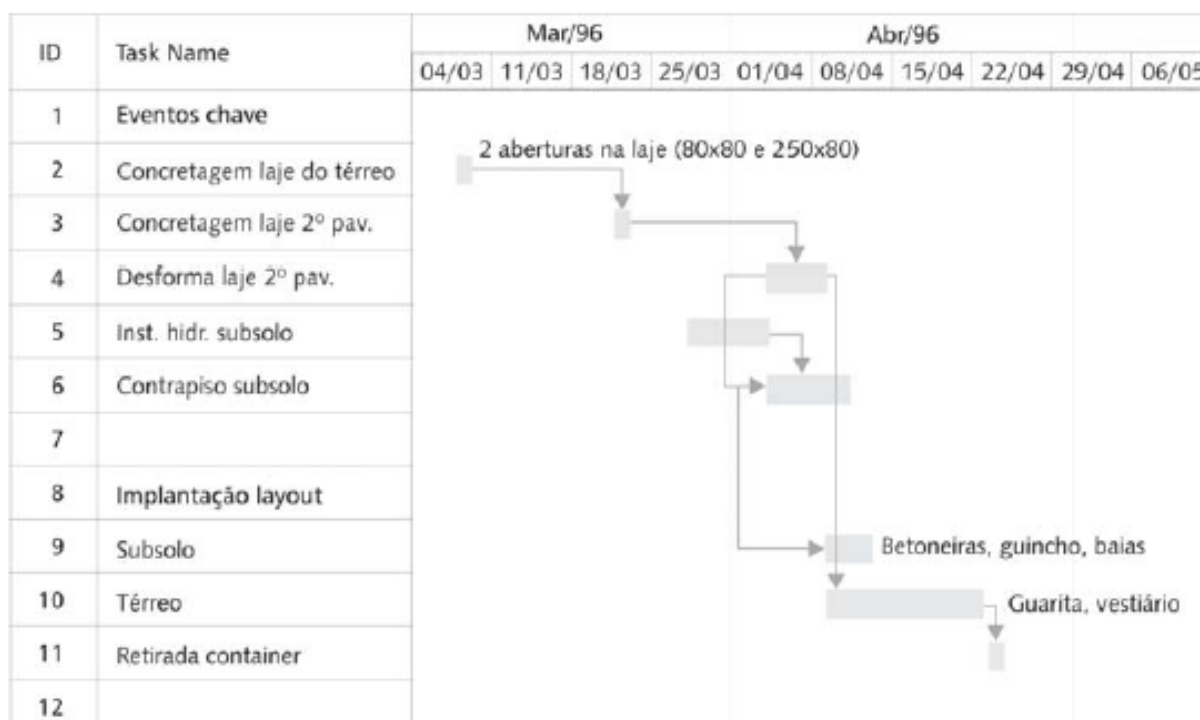 ID Task Name Mar/96 Abr/96
04/03 11/03 18/03 25/03 01/04 08/04 15/04 22/04 29/04 06/05
1 Eventos chave
2 Concretagem laje do térreo 2 aberturas na laje (80x80 e 250x80)
3 Concretagem laje 2º pav.
4 Desforma laje 2º pav.
5 Inst. hidr. subsolo
6 Contrapiso subsolo
7
8 Implantação layout
9 Subsolo Betoneiras, guincho, baias
10 Térreo Guarita, vestiário
11 Retirada container
12